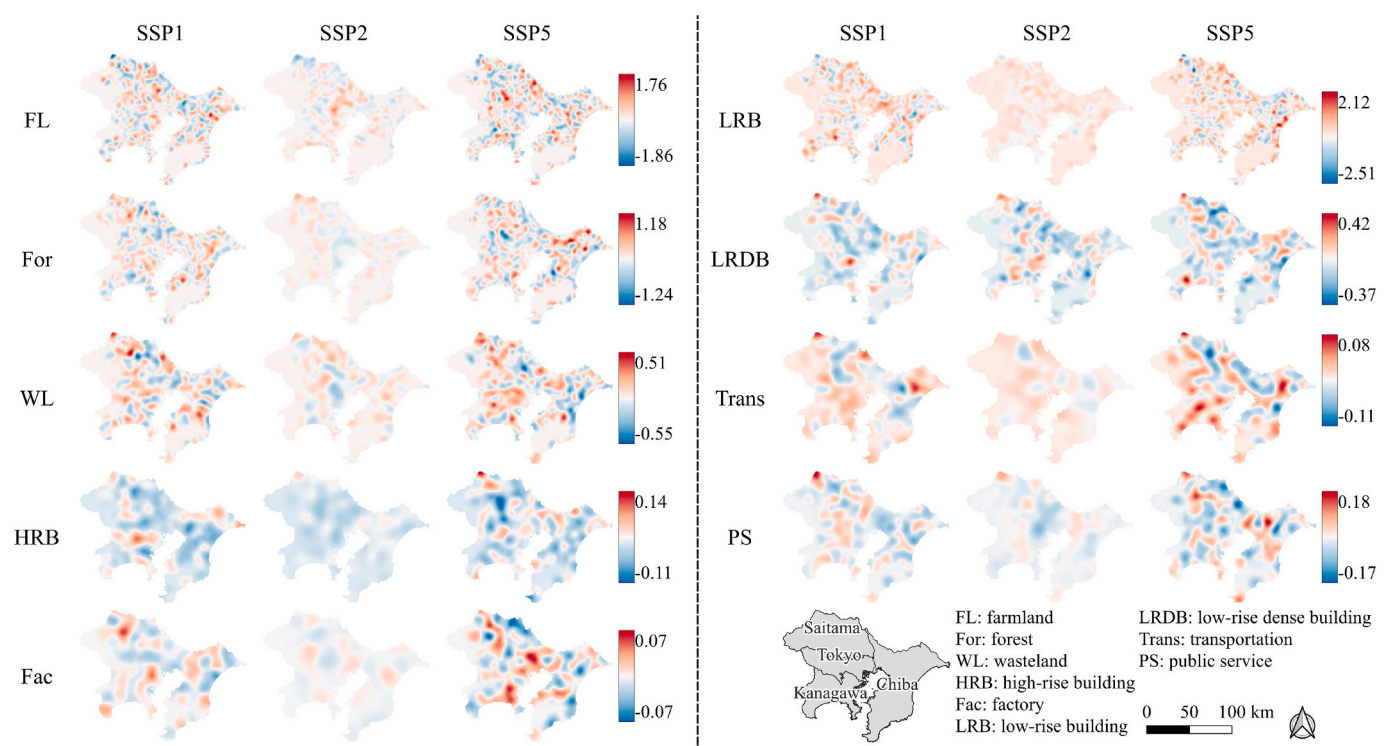 SSP1 SSP2 SSP5
FL
1.76
-1.86
For
1.18
-1.24
WL
0.51
-0.55
HRB
0.14
-0.11
Fac
0.07
-0.07
SSP1 SSP2 SSP5
LRB
2.12
-2.51
LRDB
0.42
-0.37
Trans
0.08
-0.11
PS
0.18
-0.17
Saitama
Tokyo
Kanagawa
Chiba
FL: farmland
For: forest
WL: wasteland
HRB: high-rise building
Fac: factory
LRB: low-rise building
LRDB: low-rise dense building
Trans: transportation
PS: public service
0 50 100 km